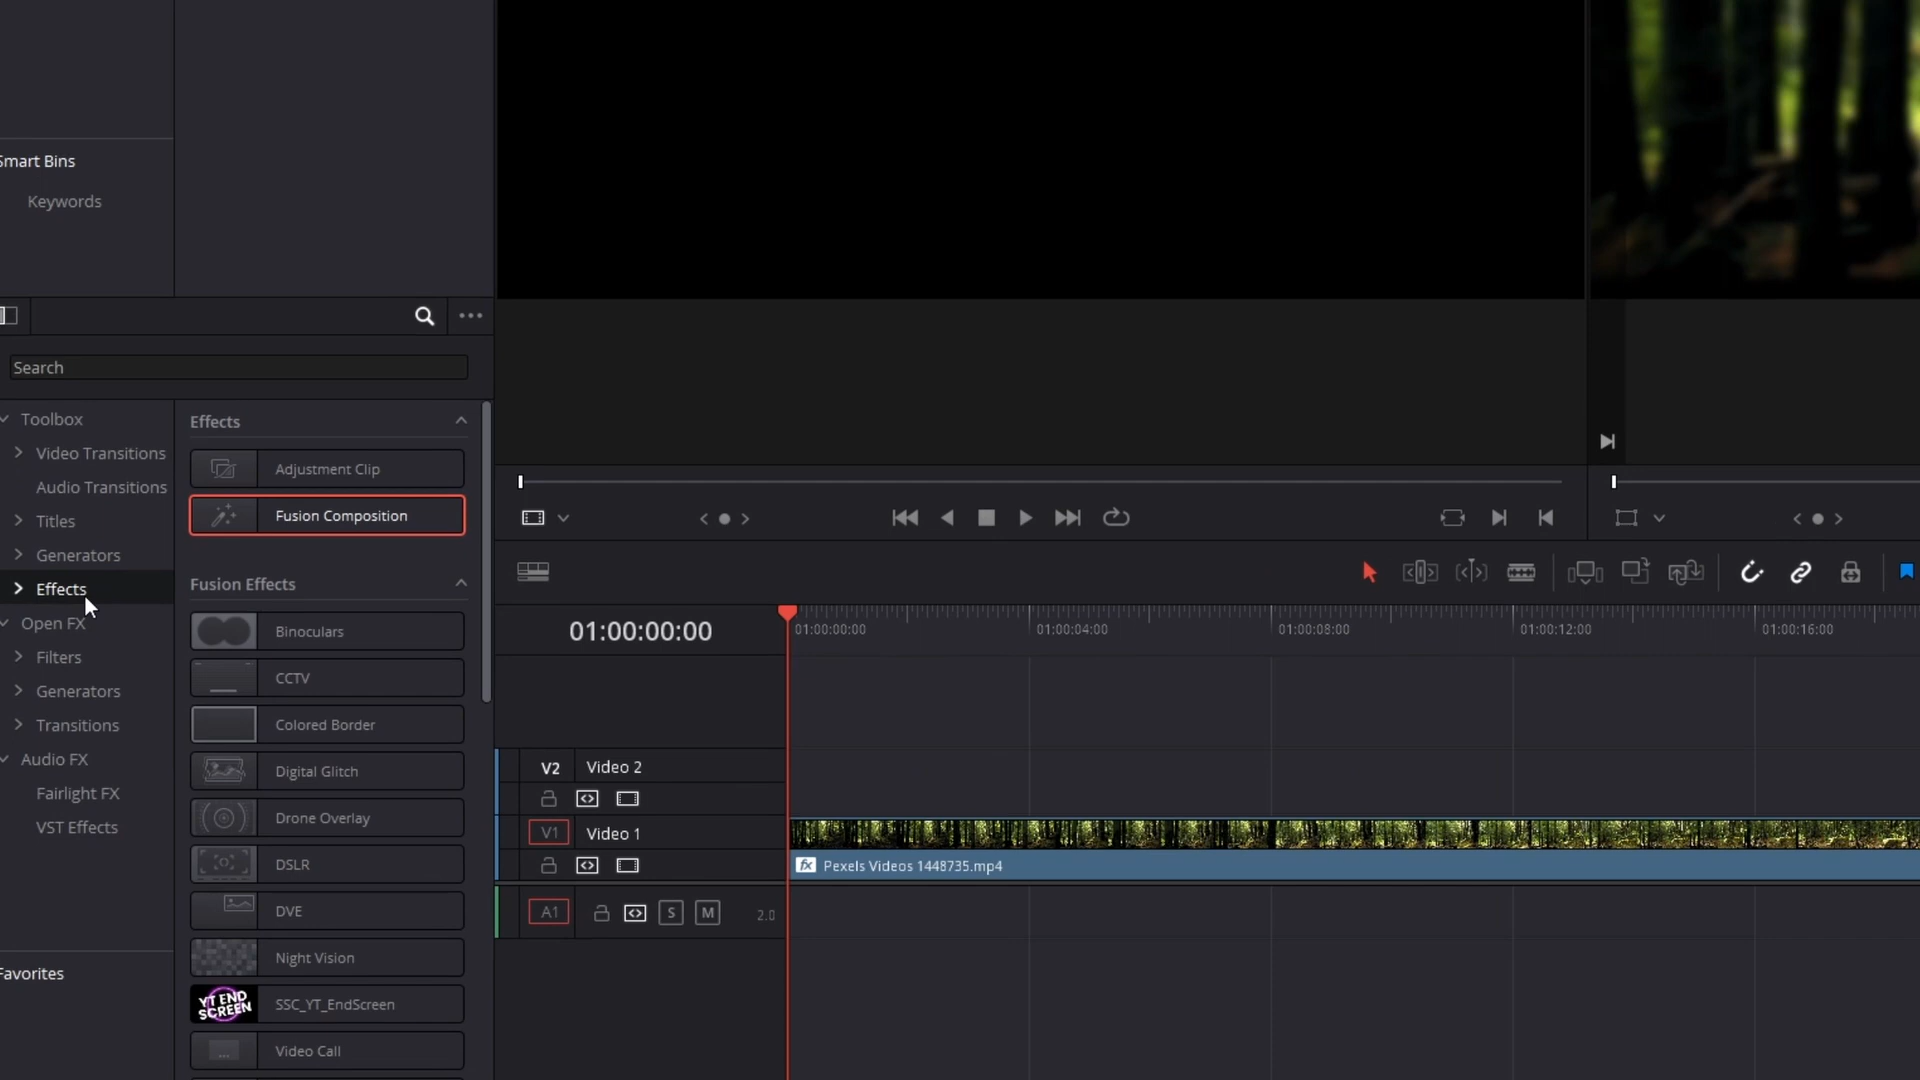 Smart Bins
Keywords
Search
Toolbox
Video Transitions
Audio Transitions
Titles
Generators
Effects
Open FX
Filters
Generators
Transitions
Audio FX
Fairlight FX
VST Effects
Favorites
Effects
Adjustment Clip
Fusion Composition
Fusion Effects
Binoculars
CCTV
Colored Border
Digital Glitch
Drone Overlay
DSLR
DVE
Night Vision
YT END
SCREEN
SSC_YT_EndScreen
Video Call
01:00:00:00
01:00:00:00
01:00:04:00
01:00:08:00
01:00:12:00
01:00:16:00
V2
Video 2
V1
Video 1
fx Pexels Videos 1448735.mp4
A1
S
M
2.0